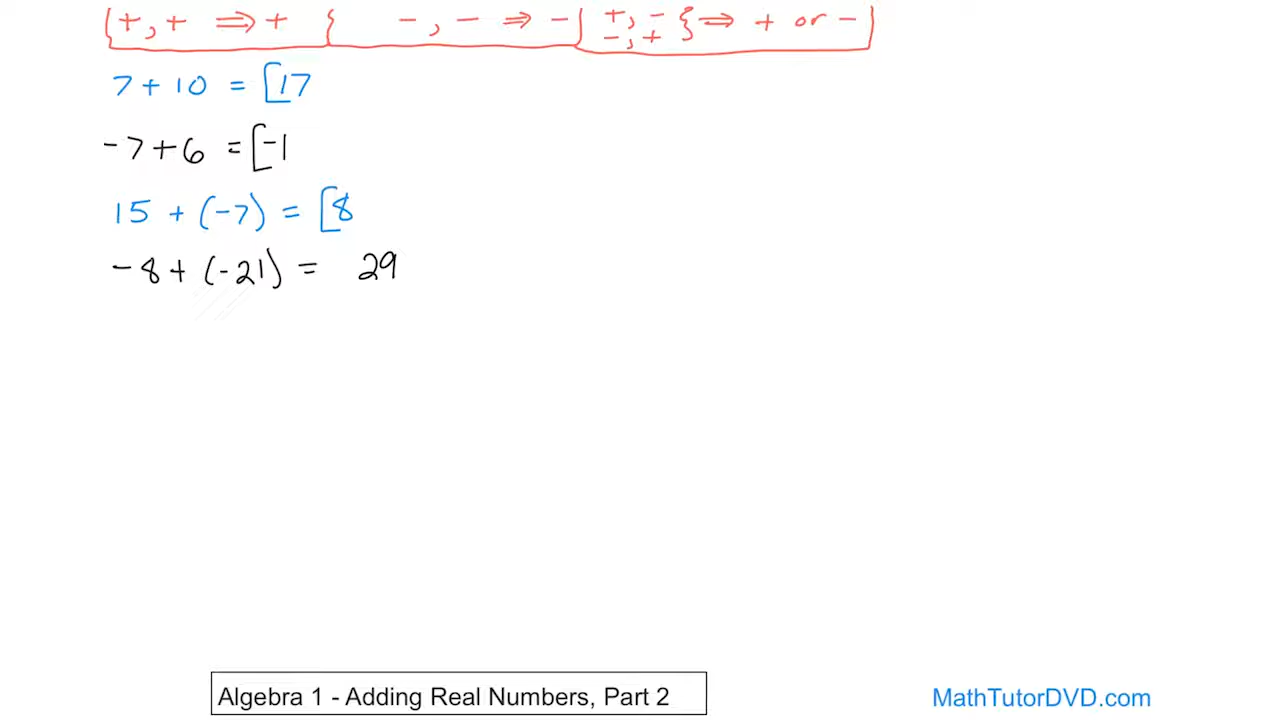 +, + ⇒ + { -, - ⇒ - | +, - } ⇒ + or -
-, +
7 + 10 = [17
-7 + 6 = [-1
15 + (-7) = [8
-8 + (-21) = 29
Algebra 1 - Adding Real Numbers, Part 2
MathTutorDVD.com